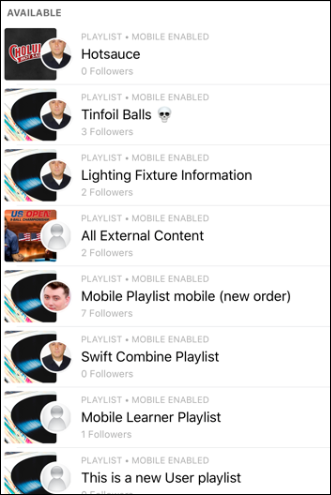 AVAILABLE
CHOLULA
PLAYLIST • MOBILE ENABLED
Hotsauce
0 Followers
PLAYLIST • MOBILE ENABLED
Tinfoil Balls 💀
3 Followers
PLAYLIST • MOBILE ENABLED
Lighting Fixture Information
2 Followers
US OPEN
PLAYLIST • MOBILE ENABLED
All External Content
2 Followers
PLAYLIST • MOBILE ENABLED
Mobile Playlist mobile (new order)
7 Followers
PLAYLIST • MOBILE ENABLED
Swift Combine Playlist
0 Followers
PLAYLIST • MOBILE ENABLED
Mobile Learner Playlist
1 Followers
PLAYLIST • MOBILE ENABLED
This is a new User playlist
0 Followers